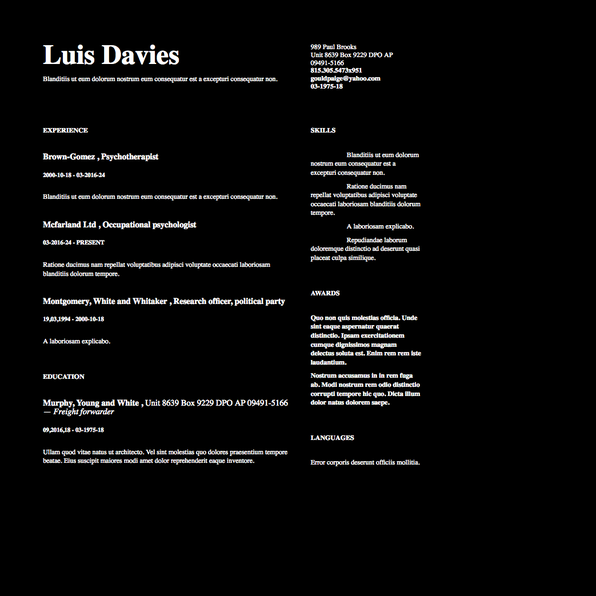 Luis Davies
Blanditiis ut eum dolorum nostrum eum consequatur est a excepturi consequatur non.
989 Paul Brooks
Unit 8639 Box 9229 DPO AP
09491-5166
815.305.5473x951
gouldpaige@yahoo.com
03-1975-18
EXPERIENCE
Brown-Gomez , Psychotherapist
2000-10-18 - 03-2016-24
Blanditiis ut eum dolorum nostrum eum consequatur est a excepturi consequatur non.
Mcfarland Ltd , Occupational psychologist
03-2016-24 - PRESENT
Ratione ducimus nam repellat voluptatibus adipisci voluptate occaecati laboriosam
blanditiis dolorum tempore.
Montgomery, White and Whitaker , Research officer, political party
19,03,1994 - 2000-10-18
A laboriosam explicabo.
EDUCATION
Murphy, Young and White , Unit 8639 Box 9229 DPO AP 09491-5166
— Freight forwarder
09,2016,18 - 03-1975-18
Ullam quod vitae natus ut architecto. Vel sint molestias quo dolores praesentium tempore
beatae. Eius suscipit maiores modi amet dolor reprehenderit eaque inventore.
SKILLS
Blanditiis ut eum dolorum
nostrum eum consequatur est a
excepturi consequatur non.
Ratione ducimus nam
repellat voluptatibus adipisci voluptate
occaecati laboriosam blanditiis dolorum
tempore.
A laboriosam explicabo.
Repudiandae laborum
doloremque distinctio ad deserunt quasi
placeat culpa similique.
AWARDS
Quo non quis molestias officia. Unde
sint eaque aspernatur quaerat
distinctio. Ipsam exercitationem
cumque dignissimos magnam
delectus soluta est. Enim rem rem iste
laudantium.
Nostrum accusamus in in rem fuga
ab. Modi nostrum rem odio distinctio
corrupti tempore hic quo. Dicta illum
dolor natus dolorem saepe.
LANGUAGES
Error corporis deserunt officiis mollitia.